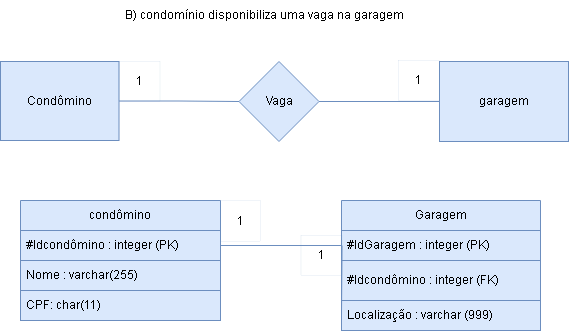 B) condomínio disponibiliza uma vaga na garagem
Condômino
1
Vaga
1
garagem
condômino
#Idcondômino : integer (PK)
Nome : varchar(255)
CPF: char(11)
1
1
Garagem
#IdGaragem : integer (PK)
#Idcondômino : integer (FK)
Localização : varchar (999)